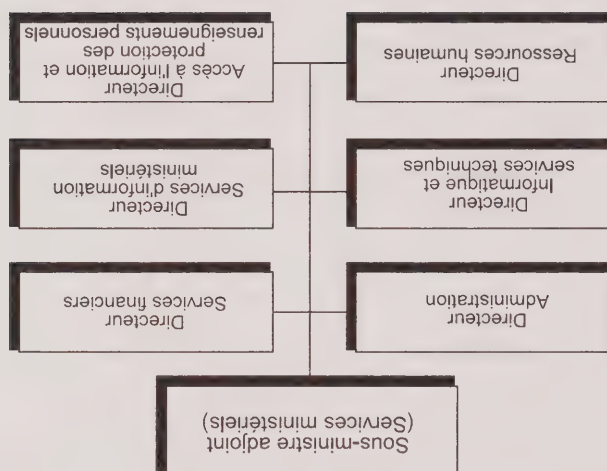 Sous-ministre adjoint
(Services ministériels)
Directeur
Administration
Directeur
Services financiers
Directeur
Informatique et
services techniques
Directeur
Services d'information
ministériels
Directeur
Ressources humaines
Directeur
Accès à l'information et
protection des
renseignements personnels